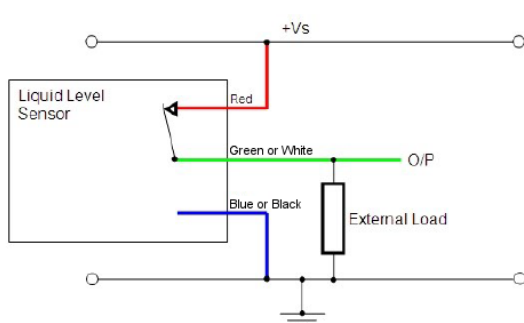 +Vs
Liquid Level
Sensor
Red
Green or White
O/P
Blue or Black
External Load